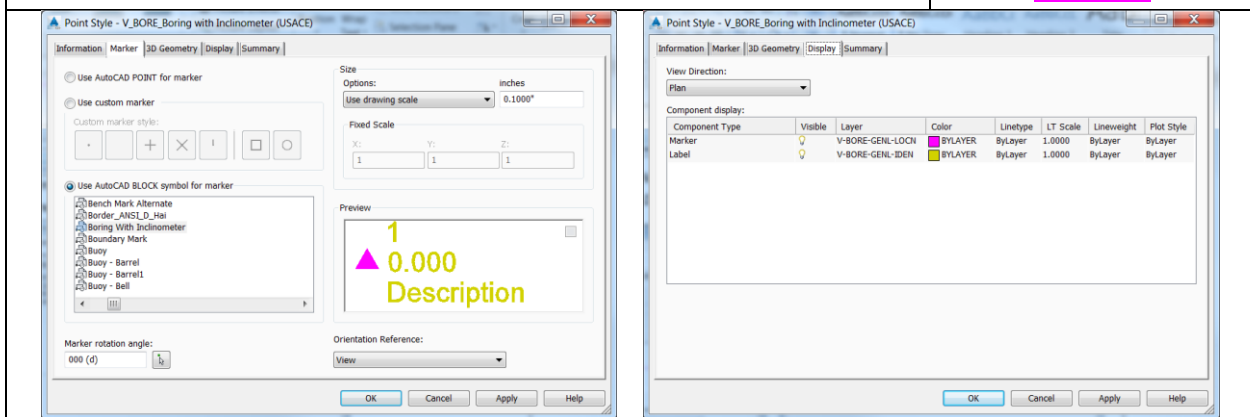 Point Style - V_BORE_Boring with Inclinometer (USACE)
Information Marker 3D Geometry Display Summary
Use AutoCAD POINT for marker
Use custom marker
Custom marker style:
Use AutoCAD BLOCK symbol for marker
Bench Mark Alternate
Border_ANSI_D_Hai
Boring With Inclinometer
Boundary Mark
Buoy
Buoy - Barrel
Buoy - Barrel1
Buoy - Bell
Marker rotation angle:
000 (d)
Size
Options: inches
Use drawing scale 0.1000"
Fixed Scale
X: Y: Z:
1 1 1
Preview
1
0.000
Description
Orientation Reference:
View
OK Cancel Apply Help
Point Style - V_BORE_Boring with Inclinometer (USACE)
Information Marker 3D Geometry Display Summary
View Direction:
Plan
Component display:
Component Type Visible Layer Color Linetype LT Scale Lineweight Plot Style
Marker V-BORE-GENL-LOCN BYLAYER ByLayer 1.0000 ByLayer ByLayer
Label V-BORE-GENL-IDEN BYLAYER ByLayer 1.0000 ByLayer ByLayer
OK Cancel Apply Help